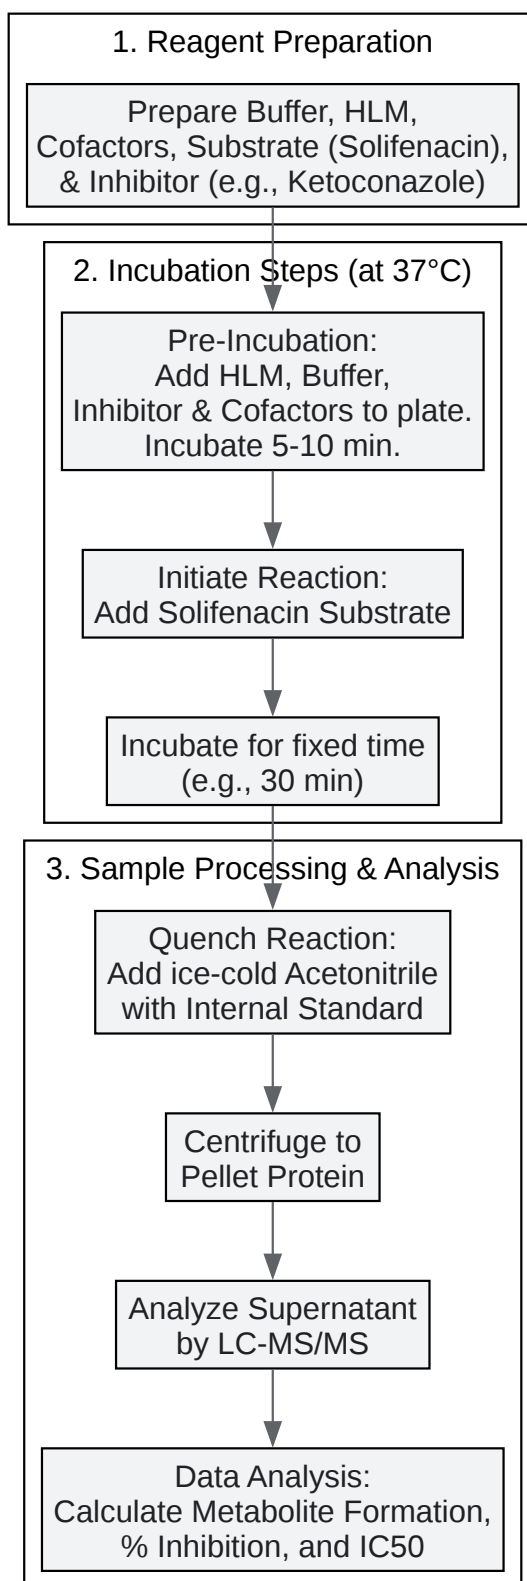 1. Reagent Preparation
Prepare Buffer, HLM,
Cofactors, Substrate (Solifenacin),
& Inhibitor (e.g., Ketoconazole)
2. Incubation Steps (at 37°C)
Pre-Incubation:
Add HLM, Buffer,
Inhibitor & Cofactors to plate.
Incubate 5-10 min.
Initiate Reaction:
Add Solifenacin Substrate
Incubate for fixed time
(e.g., 30 min)
3. Sample Processing & Analysis
Quench Reaction:
Add ice-cold Acetonitrile
with Internal Standard
Centrifuge to
Pellet Protein
Analyze Supernatant
by LC-MS/MS
Data Analysis:
Calculate Metabolite Formation,
% Inhibition, and IC50